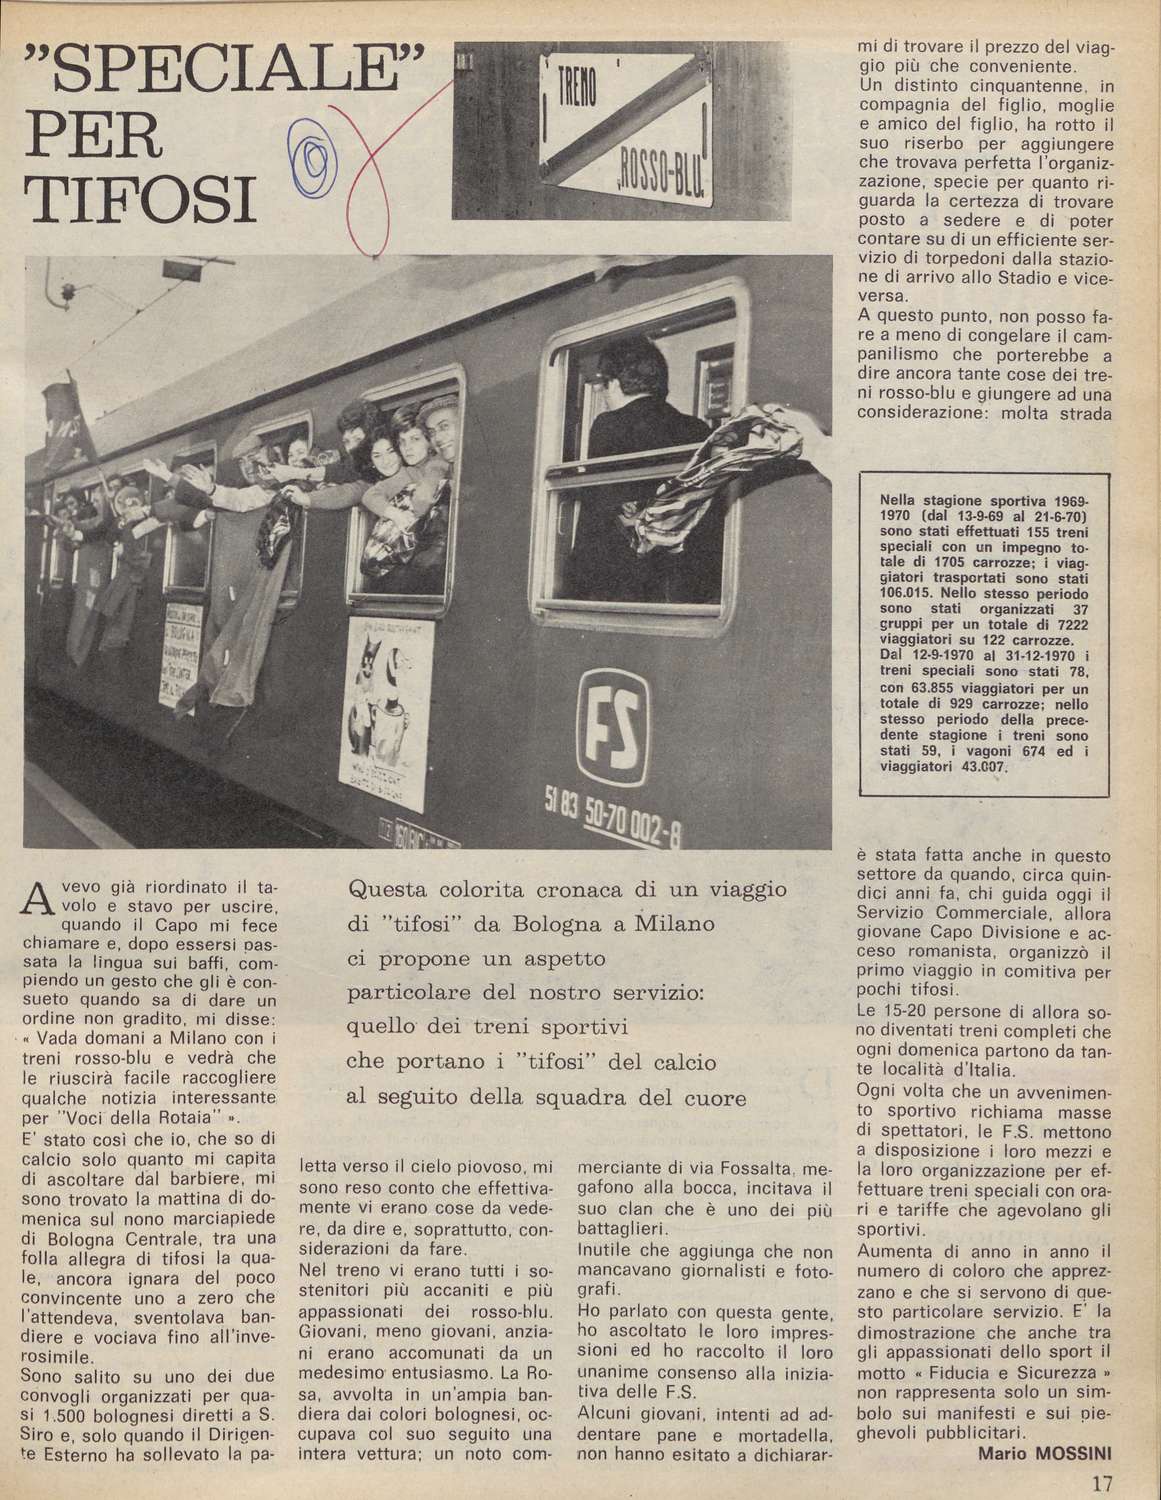 "SPECIALE"
PER
TIFOSI
TRENO
ROSSO-BLU
BOLOGNA
FS
51 83 50-70 002-8
Avevo già riordinato il ta-
volo e stavo per uscire,
quando il Capo mi fece
chiamare e, dopo essersi pas-
sata la lingua sui baffi, com-
piendo un gesto che gli è con-
sueto quando sa di dare un
ordine non gradito, mi disse:
« Vada domani a Milano con i
treni rosso-blu e vedrà che
le riuscirà facile raccogliere
qualche notizia interessante
per "Voci della Rotaia" ».
E' stato così che io, che so di
calcio solo quanto mi capita
di ascoltare dal barbiere, mi
sono trovato la mattina di do-
menica sul nono marciapiede
di Bologna Centrale, tra una
folla allegra di tifosi la qua-
le, ancora ignara del poco
convincente uno a zero che
l'attendeva, sventolava ban-
diere e vociava fino all'inve-
rosimile.
Sono salito su uno dei due
convogli organizzati per qua-
si 1.500 bolognesi diretti a S.
Siro e, solo quando il Dirigen-
te Esterno ha sollevato la pa-
Questa colorita cronaca di un viaggio
di "tifosi" da Bologna a Milano
ci propone un aspetto
particolare del nostro servizio:
quello dei treni sportivi
che portano i "tifosi" del calcio
al seguito della squadra del cuore
letta verso il cielo piovoso, mi
sono reso conto che effettiva-
mente vi erano cose da vede-
re, da dire e, soprattutto, con-
siderazioni da fare.
Nel treno vi erano tutti i so-
stenitori più accaniti e più
appassionati dei rosso-blu.
Giovani, meno giovani, anzia-
ni erano accomunati da un
medesimo entusiasmo. La Ro-
sa, avvolta in un'ampia ban-
diera dai colori bolognesi, oc-
cupava col suo seguito una
intera vettura; un noto com-
merciante di via Fossalta, me-
gafono alla bocca, incitava il
suo clan che è uno dei più
battaglieri.
Inutile che aggiunga che non
mancavano giornalisti e foto-
grafi.
Ho parlato con questa gente,
ho ascoltato le loro impres-
sioni ed ho raccolto il loro
unanime consenso alla inizia-
tiva delle F.S.
Alcuni giovani, intenti ad ad-
dentare pane e mortadella,
non hanno esitato a dichiarar-
mi di trovare il prezzo del viag-
gio più che conveniente.
Un distinto cinquantenne, in
compagnia del figlio, moglie
e amico del figlio, ha rotto il
suo riserbo per aggiungere
che trovava perfetta l'organiz-
zazione, specie per quanto ri-
guarda la certezza di trovare
posto a sedere e di poter
contare su di un efficiente ser-
vizio di torpedoni dalla stazio-
ne di arrivo allo Stadio e vice-
versa.
A questo punto, non posso fa-
re a meno di congelare il cam-
panilismo che porterebbe a
dire ancora tante cose dei tre-
ni rosso-blu e giungere ad una
considerazione: molta strada
Nella stagione sportiva 1969-
1970 (dal 13-9-69 al 21-6-70)
sono stati effettuati 155 treni
speciali con un impegno to-
tale di 1705 carrozze; i viag-
giatori trasportati sono stati
106.015. Nello stesso periodo
sono stati organizzati 37
gruppi per un totale di 7222
viaggiatori su 122 carrozze.
Dal 12-9-1970 al 31-12-1970 i
treni speciali sono stati 78,
con 63.855 viaggiatori per un
totale di 929 carrozze; nello
stesso periodo della prece-
dente stagione i treni sono
stati 59, i vagoni 674 ed i
viaggiatori 43.007.
è stata fatta anche in questo
settore da quando, circa quin-
dici anni fa, chi guida oggi il
Servizio Commerciale, allora
giovane Capo Divisione e ac-
ceso romanista, organizzò il
primo viaggio in comitiva per
pochi tifosi.
Le 15-20 persone di allora so-
no diventati treni completi che
ogni domenica partono da tan-
te località d'Italia.
Ogni volta che un avvenimen-
to sportivo richiama masse
di spettatori, le F.S. mettono
a disposizione i loro mezzi e
la loro organizzazione per ef-
fettuare treni speciali con ora-
ri e tariffe che agevolano gli
sportivi.
Aumenta di anno in anno il
numero di coloro che apprez-
zano e che si servono di que-
sto particolare servizio. E' la
dimostrazione che anche tra
gli appassionati dello sport il
motto « Fiducia e Sicurezza »
non rappresenta solo un sim-
bolo sui manifesti e sui pie-
ghevoli pubblicitari.
Mario MOSSINI
17